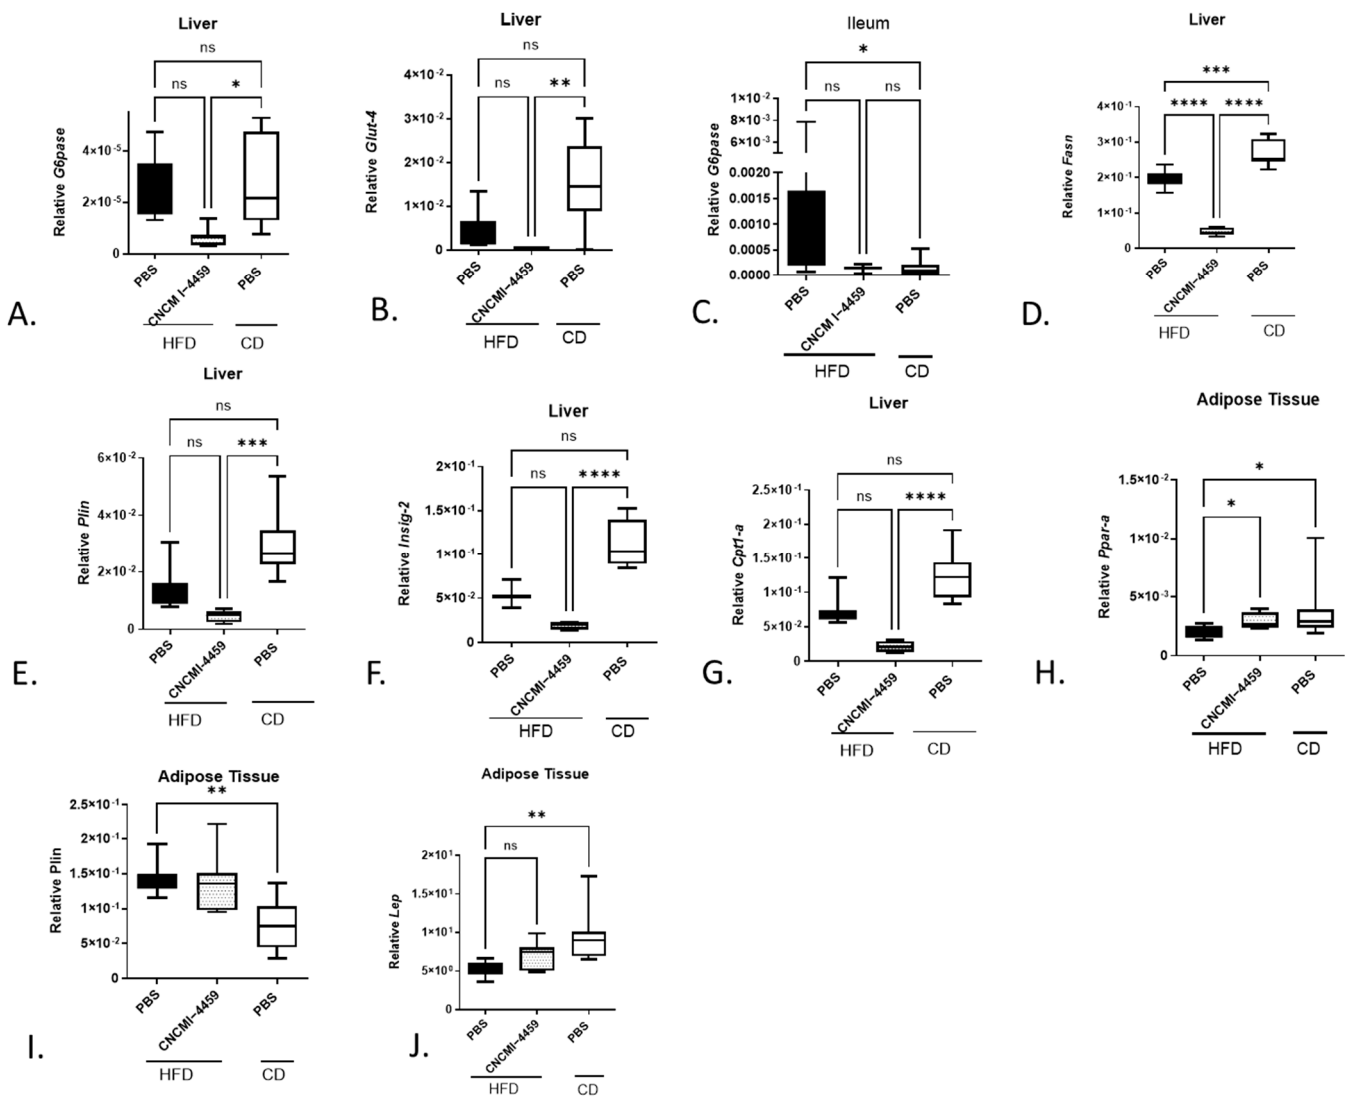 Liver
ns
ns *
Relative G6pase
4×10⁻⁵
2×10⁻⁵
0
PBS
CNCM I−4459
PBS
HFD
CD
A.
Liver
ns
ns **
Relative Glut-4
4×10⁻²
3×10⁻²
2×10⁻²
1×10⁻²
0
PBS
CNCMI−4459
PBS
HFD
CD
B.
Ileum
*
ns ns
Relative G6pase
1×10⁻²
8×10⁻³
6×10⁻³
0.0020
0.0015
0.0010
0.0005
0.0000
PBS
CNCM I−4459
PBS
HFD
CD
C.
Liver
***
**** ****
Relative Fasn
4×10⁻¹
3×10⁻¹
2×10⁻¹
1×10⁻¹
0
PBS
CNCMI−4459
PBS
HFD
CD
D.
Liver
ns
ns ***
Relative Plin
6×10⁻²
4×10⁻²
2×10⁻²
0
PBS
CNCMI-4459
PBS
HFD
CD
E.
Liver
ns
ns ****
Relative Insig-2
2×10⁻¹
1×10⁻¹
1×10⁻¹
5×10⁻²
0
PBS
CNCMI−4459
PBS
HFD
CD
F.
Liver
ns
ns ****
Relative Cpt1-a
2.5×10⁻¹
2×10⁻¹
1.5×10⁻¹
1×10⁻¹
5×10⁻²
0
PBS
CNCMI−4459
PBS
HFD
CD
G.
Adipose Tissue
*
*
Relative Ppar-a
1.5×10⁻²
1×10⁻²
5×10⁻³
0
PBS
CNCMI−4459
PBS
HFD
CD
H.
Adipose Tissue
**
Relative Plin
2.5×10⁻¹
2×10⁻¹
1.5×10⁻¹
1×10⁻¹
5×10⁻²
0
PBS
CNCMI−4459
PBS
HFD
CD
I.
Adipose Tissue
**
ns
Relative Lep
2×10¹
1.5×10¹
1×10¹
5×10⁰
0
PBS
CNCMI−4459
PBS
HFD
CD
J.